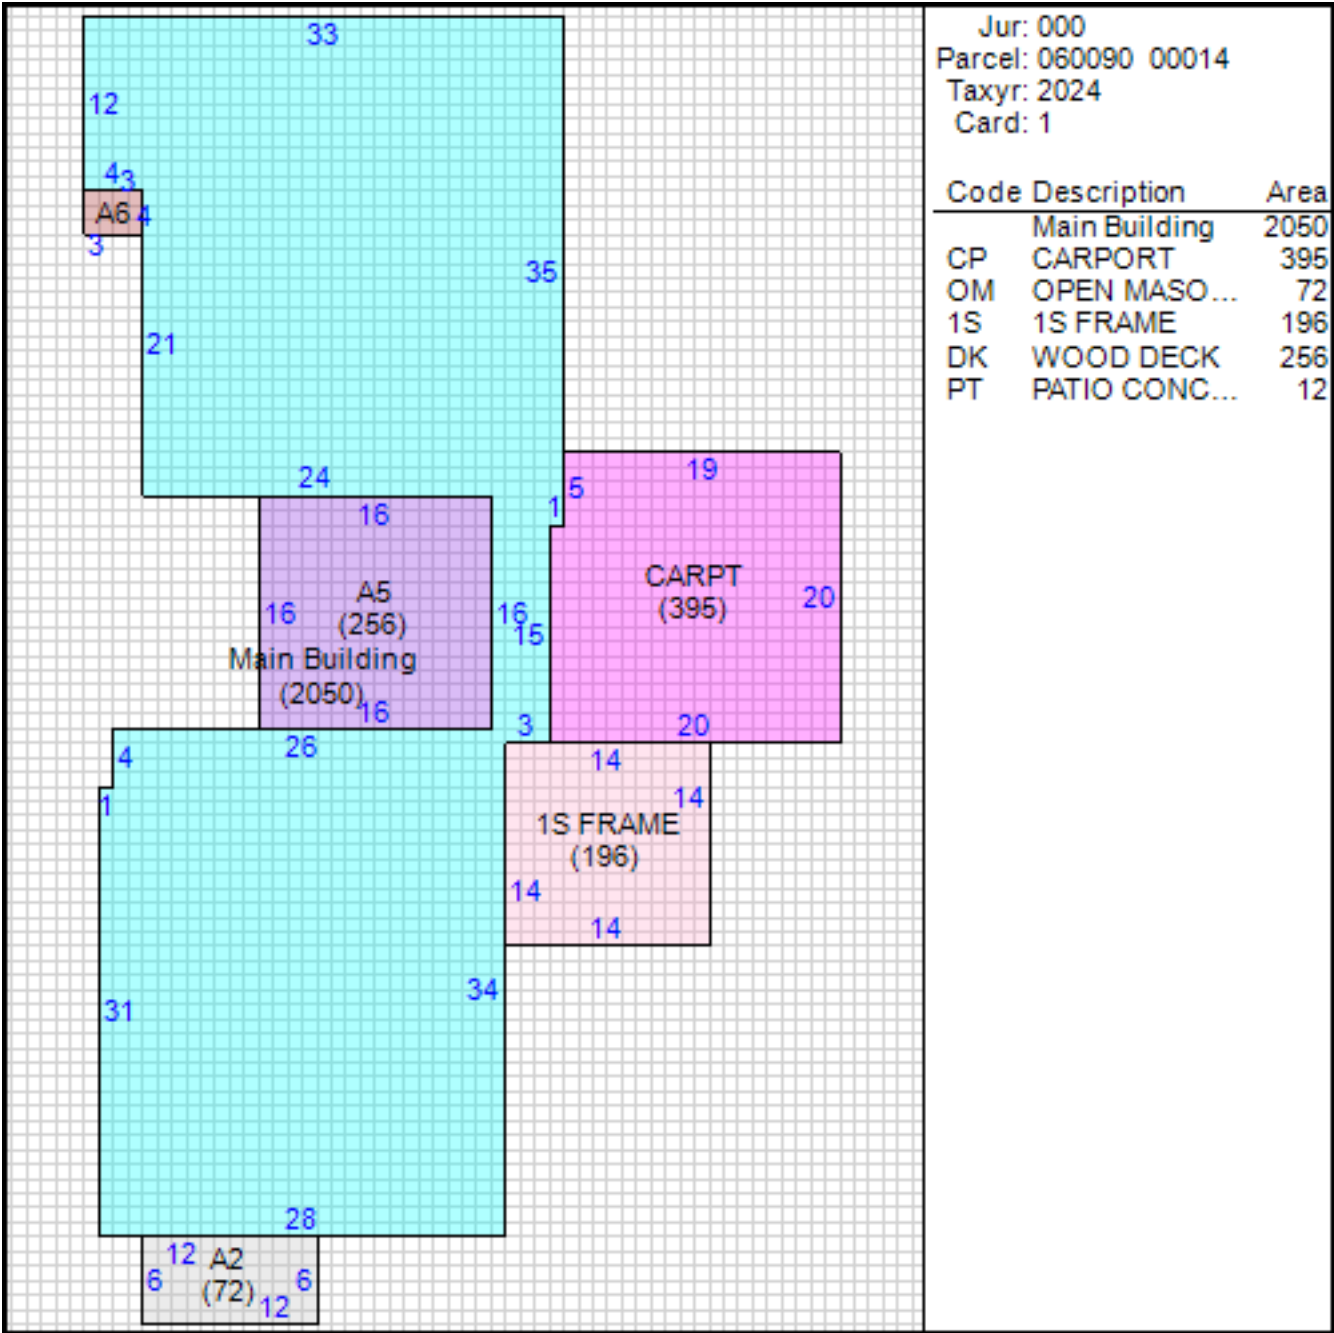 Jur: 000
Parcel: 060090 00014
Taxyr: 2024
Card: 1
Code Description Area
Main Building 2050
CP CARPORT 395
OM OPEN MASO... 72
1S 1S FRAME 196
DK WOOD DECK 256
PT PATIO CONC... 12
33
12
4
3
A6
4
3
35
21
24
19
5
1
16
CARPT
(395)
20
A5
(256)
16
16
15
Main Building
(2050)
16
3
20
26
4
14
1
14
1S FRAME
(196)
14
14
34
31
28
12
A2
(72)
6
6
12